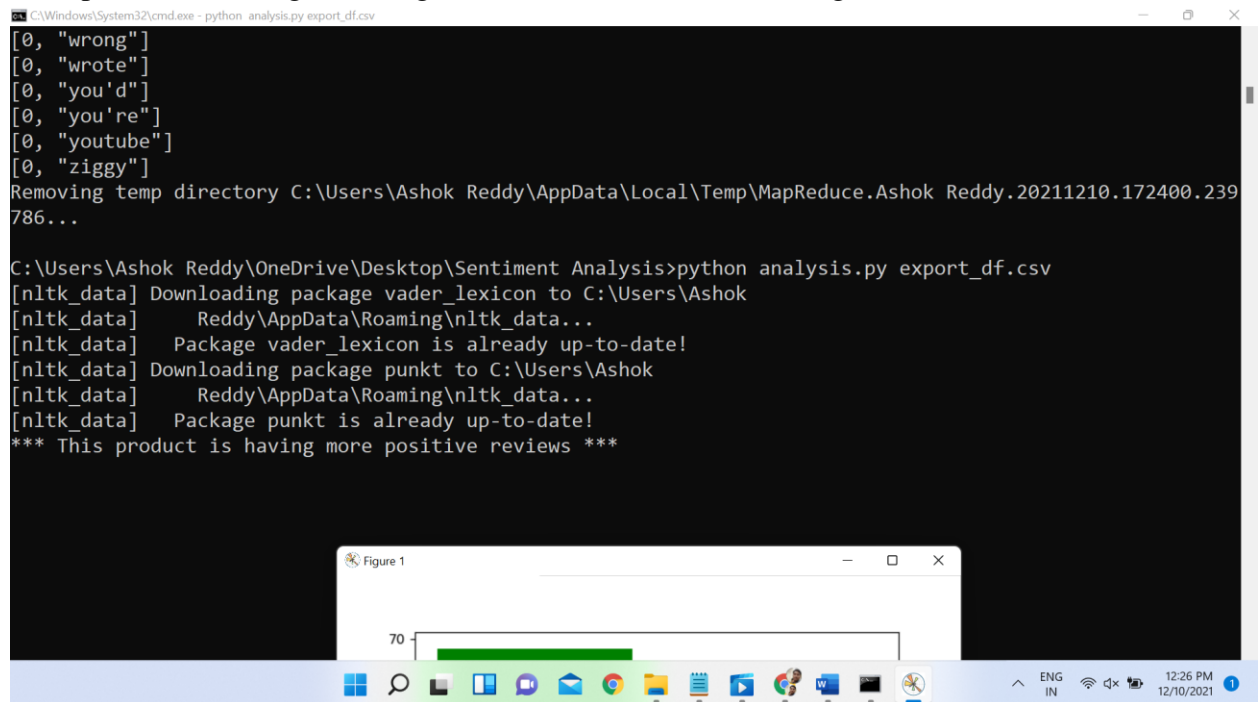 C:\Windows\System32\cmd.exe - python analysis.py export_df.csv
[0, "wrong"]
[0, "wrote"]
[0, "you'd"]
[0, "you're"]
[0, "youtube"]
[0, "ziggy"]
Removing temp directory C:\Users\Ashok Reddy\AppData\Local\Temp\MapReduce.Ashok Reddy.20211210.172400.239
786...
C:\Users\Ashok Reddy\OneDrive\Desktop\Sentiment Analysis>python analysis.py export_df.csv
[nltk_data] Downloading package vader_lexicon to C:\Users\Ashok
[nltk_data]     Reddy\AppData\Roaming\nltk_data...
[nltk_data]   Package vader_lexicon is already up-to-date!
[nltk_data] Downloading package punkt to C:\Users\Ashok
[nltk_data]     Reddy\AppData\Roaming\nltk_data...
[nltk_data]   Package punkt is already up-to-date!
*** This product is having more positive reviews ***
Figure 1
70
ENG
IN
12:26 PM
12/10/2021
1